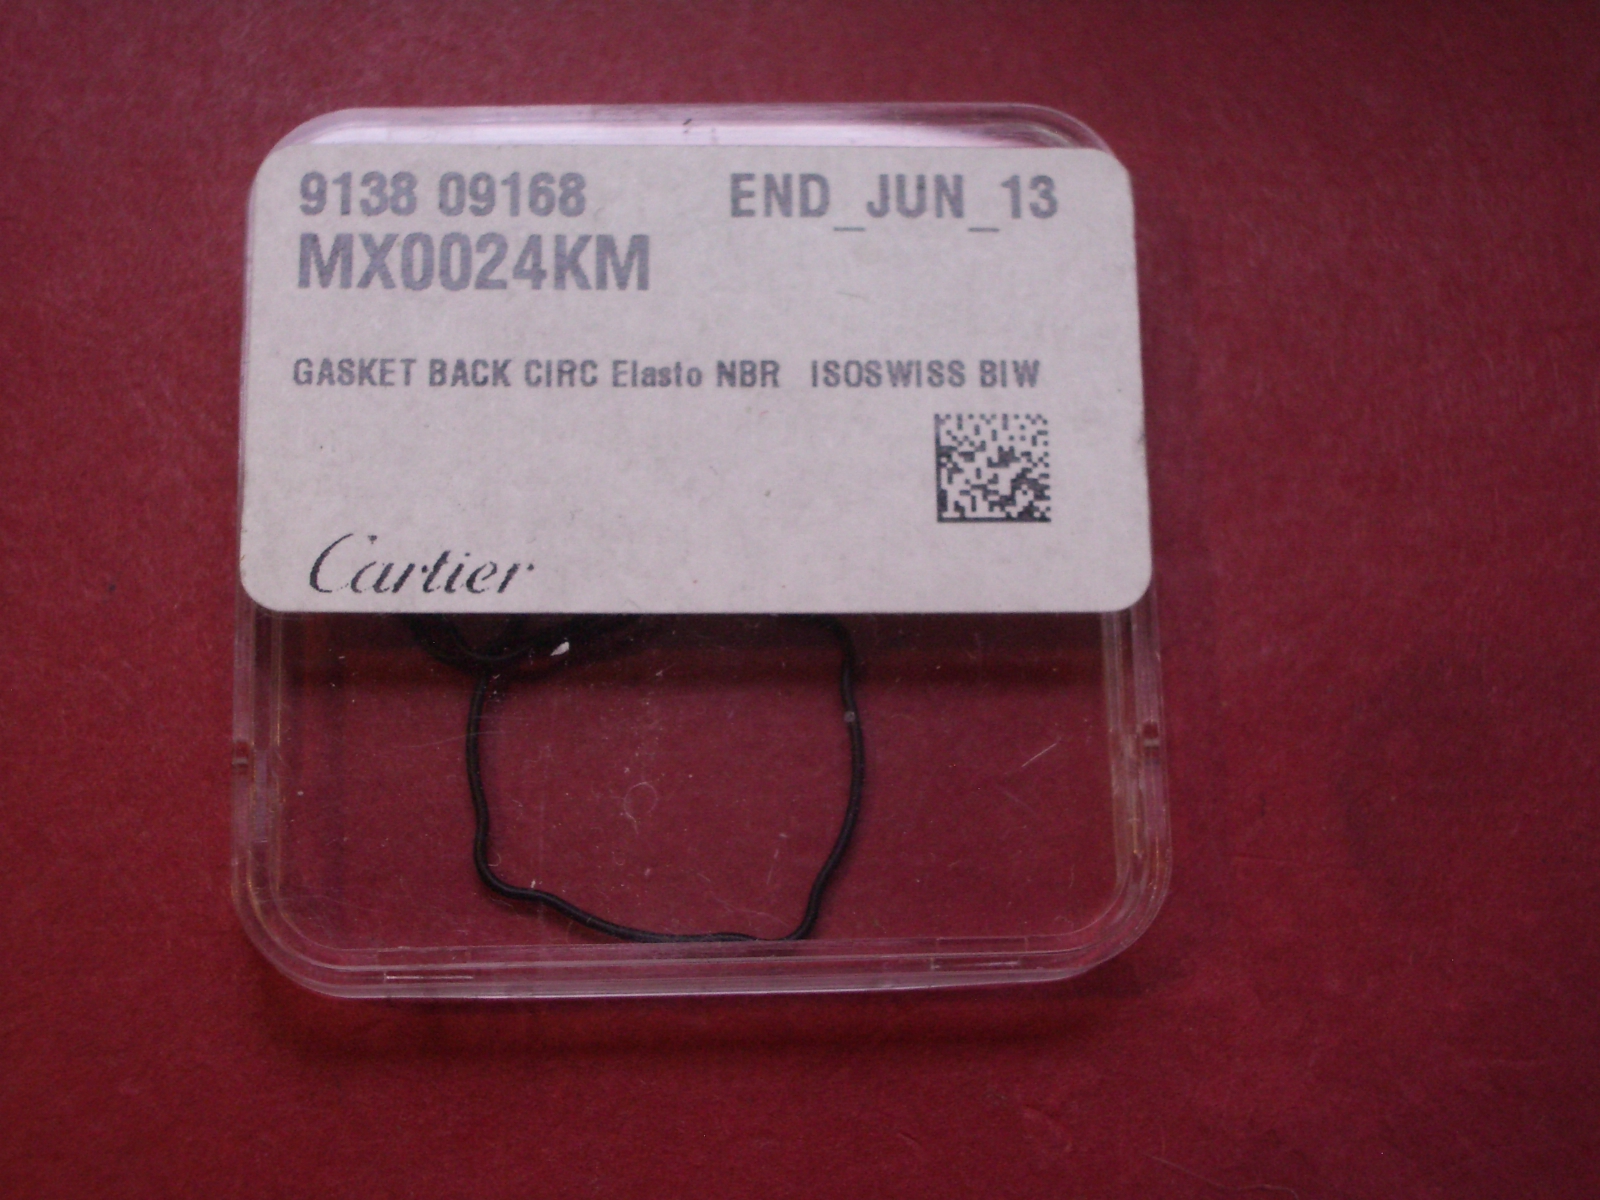 9138 09168 END_JUN_13
MX0024KM
GASKET BACK CIRC Elasto NBR ISOSWISS BIW
Cartier